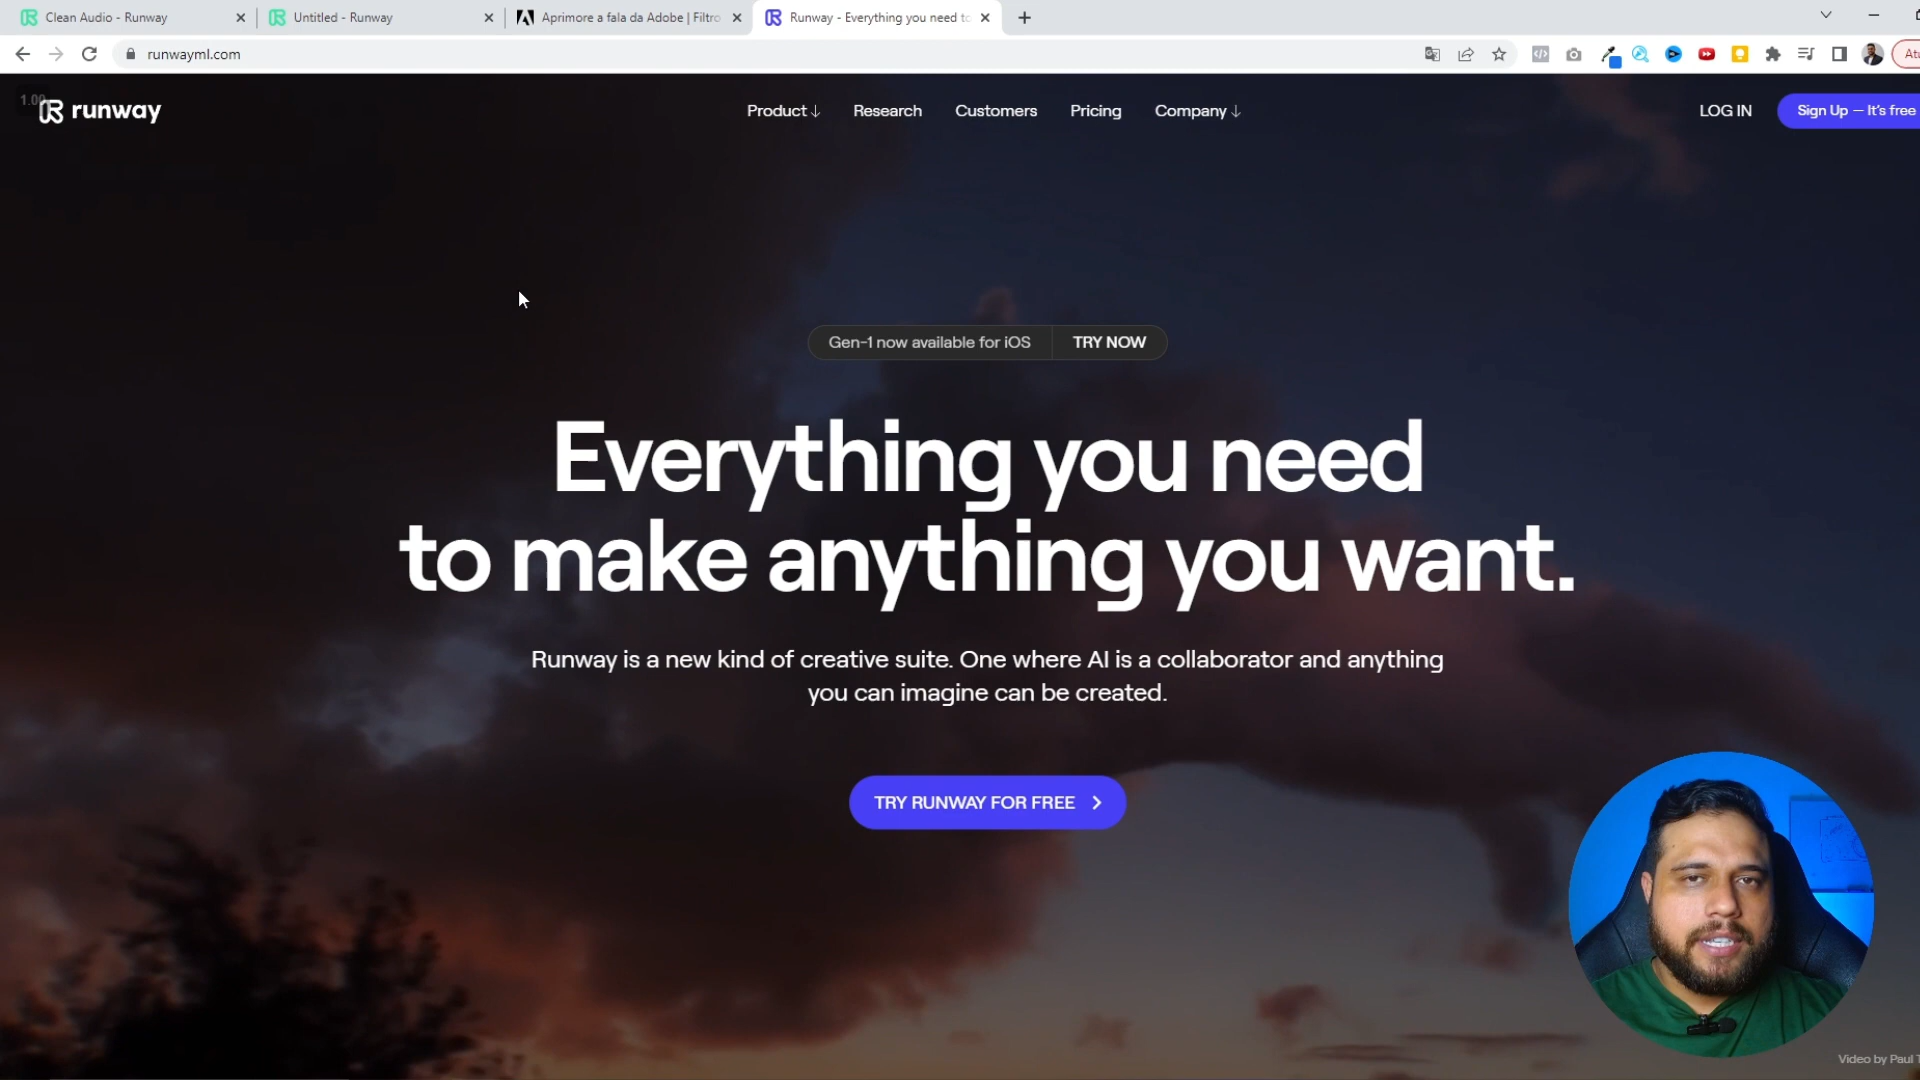 Clean Audio - Runway
Untitled - Runway
Aprimore a fala da Adobe | Filtro
Runway - Everything you need to
runwayml.com
1.00
runway
Product
Research
Customers
Pricing
Company
LOG IN
Sign Up — It's free
Gen-1 now available for iOS
TRY NOW
Everything you need
to make anything you want.
Runway is a new kind of creative suite. One where AI is a collaborator and anything
you can imagine can be created.
TRY RUNWAY FOR FREE
Video by Paul